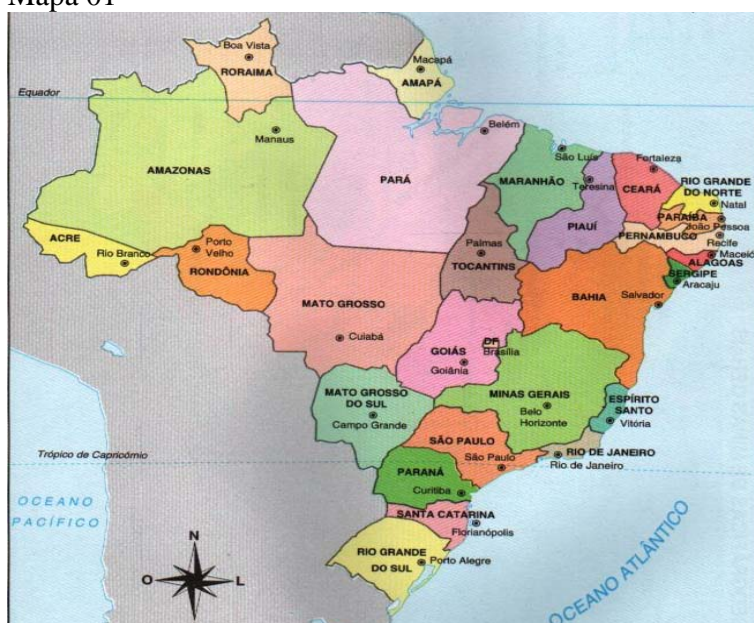 Mapa 01
Boa Vista
RORAIMA
Macapá
AMAPÁ
Equador
Manaus
Belém
AMAZONAS
PARÁ
São Luís
MARANHÃO
Teresina
Fortaleza
CEARÁ
RIO GRANDE
DO NORTE
Natal
PARAÍBA
João Pessoa
PIAUÍ
PERNAMBUCO
Recife
ACRE
Rio Branco
Porto
Velho
RONDÔNIA
Palmas
TOCANTINS
Maceió
ALAGOAS
SERGIPE
Aracaju
MATO GROSSO
BAHIA
Salvador
Cuiabá
GOIÁS
Goiânia
DF
Brasília
MATO GROSSO
DO SUL
Campo Grande
MINAS GERAIS
Belo
Horizonte
ESPÍRITO
SANTO
Vitória
SÃO PAULO
São Paulo
RIO DE JANEIRO
Rio de Janeiro
Trópico de Capricórnio
PARANÁ
Curitiba
OCEANO
PACÍFICO
SANTA CATARINA
Florianópolis
RIO GRANDE
DO SUL
Porto Alegre
OCEANO ATLÂNTICO
N
O
L
S